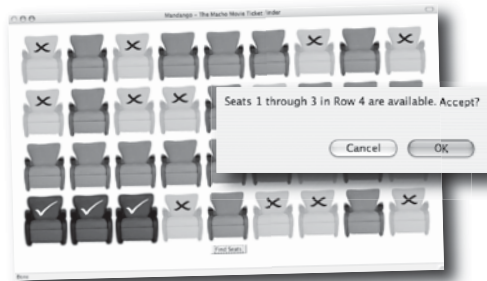 Mandango - The Macho Movie Ticket Finder
Seats 1 through 3 in Row 4 are available. Accept?
Cancel
OK
Find Seats
Done